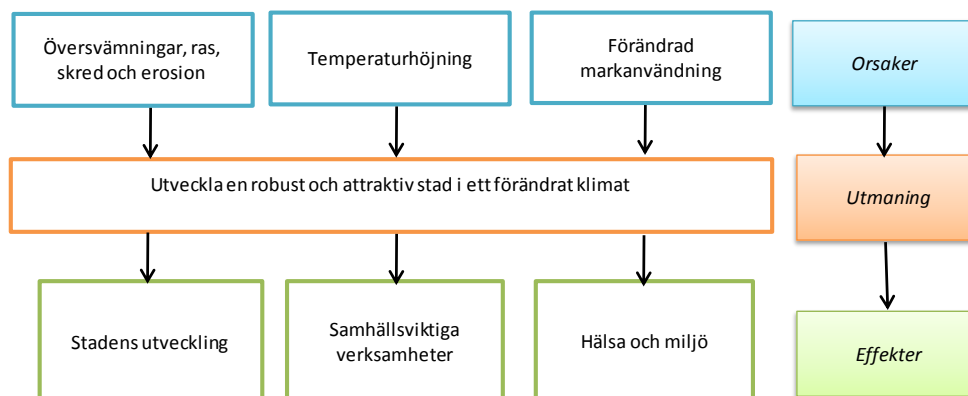 Översvämningar, ras,
skred och erosion
Temperaturhöjning
Förändrad
markanvändning
Orsaker
Utveckla en robust och attraktiv stad i ett förändrat klimat
Utmaning
Stadens utveckling
Samhällsviktiga
verksamheter
Hälsa och miljö
Effekter